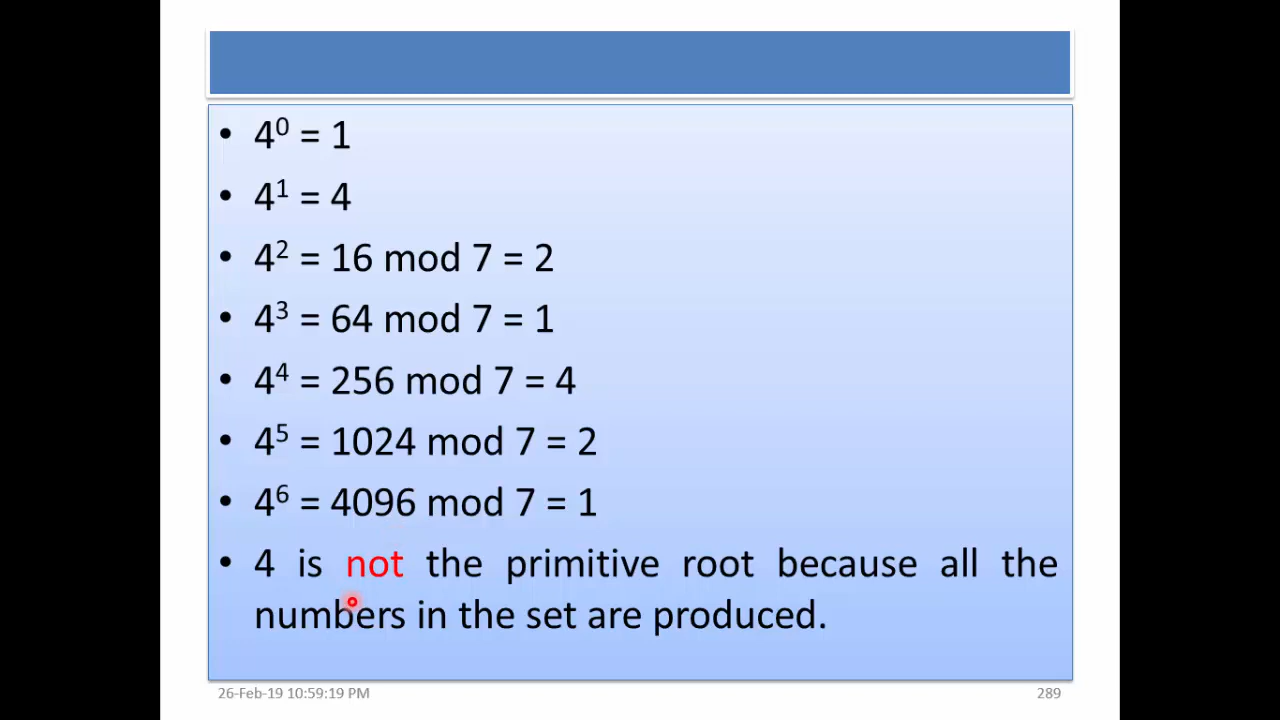 • 4⁰ = 1
• 4¹ = 4
• 4² = 16 mod 7 = 2
• 4³ = 64 mod 7 = 1
• 4⁴ = 256 mod 7 = 4
• 4⁵ = 1024 mod 7 = 2
• 4⁶ = 4096 mod 7 = 1
• 4 is not the primitive root because all the
numbers in the set are produced.
26-Feb-19 10:59:19 PM
289